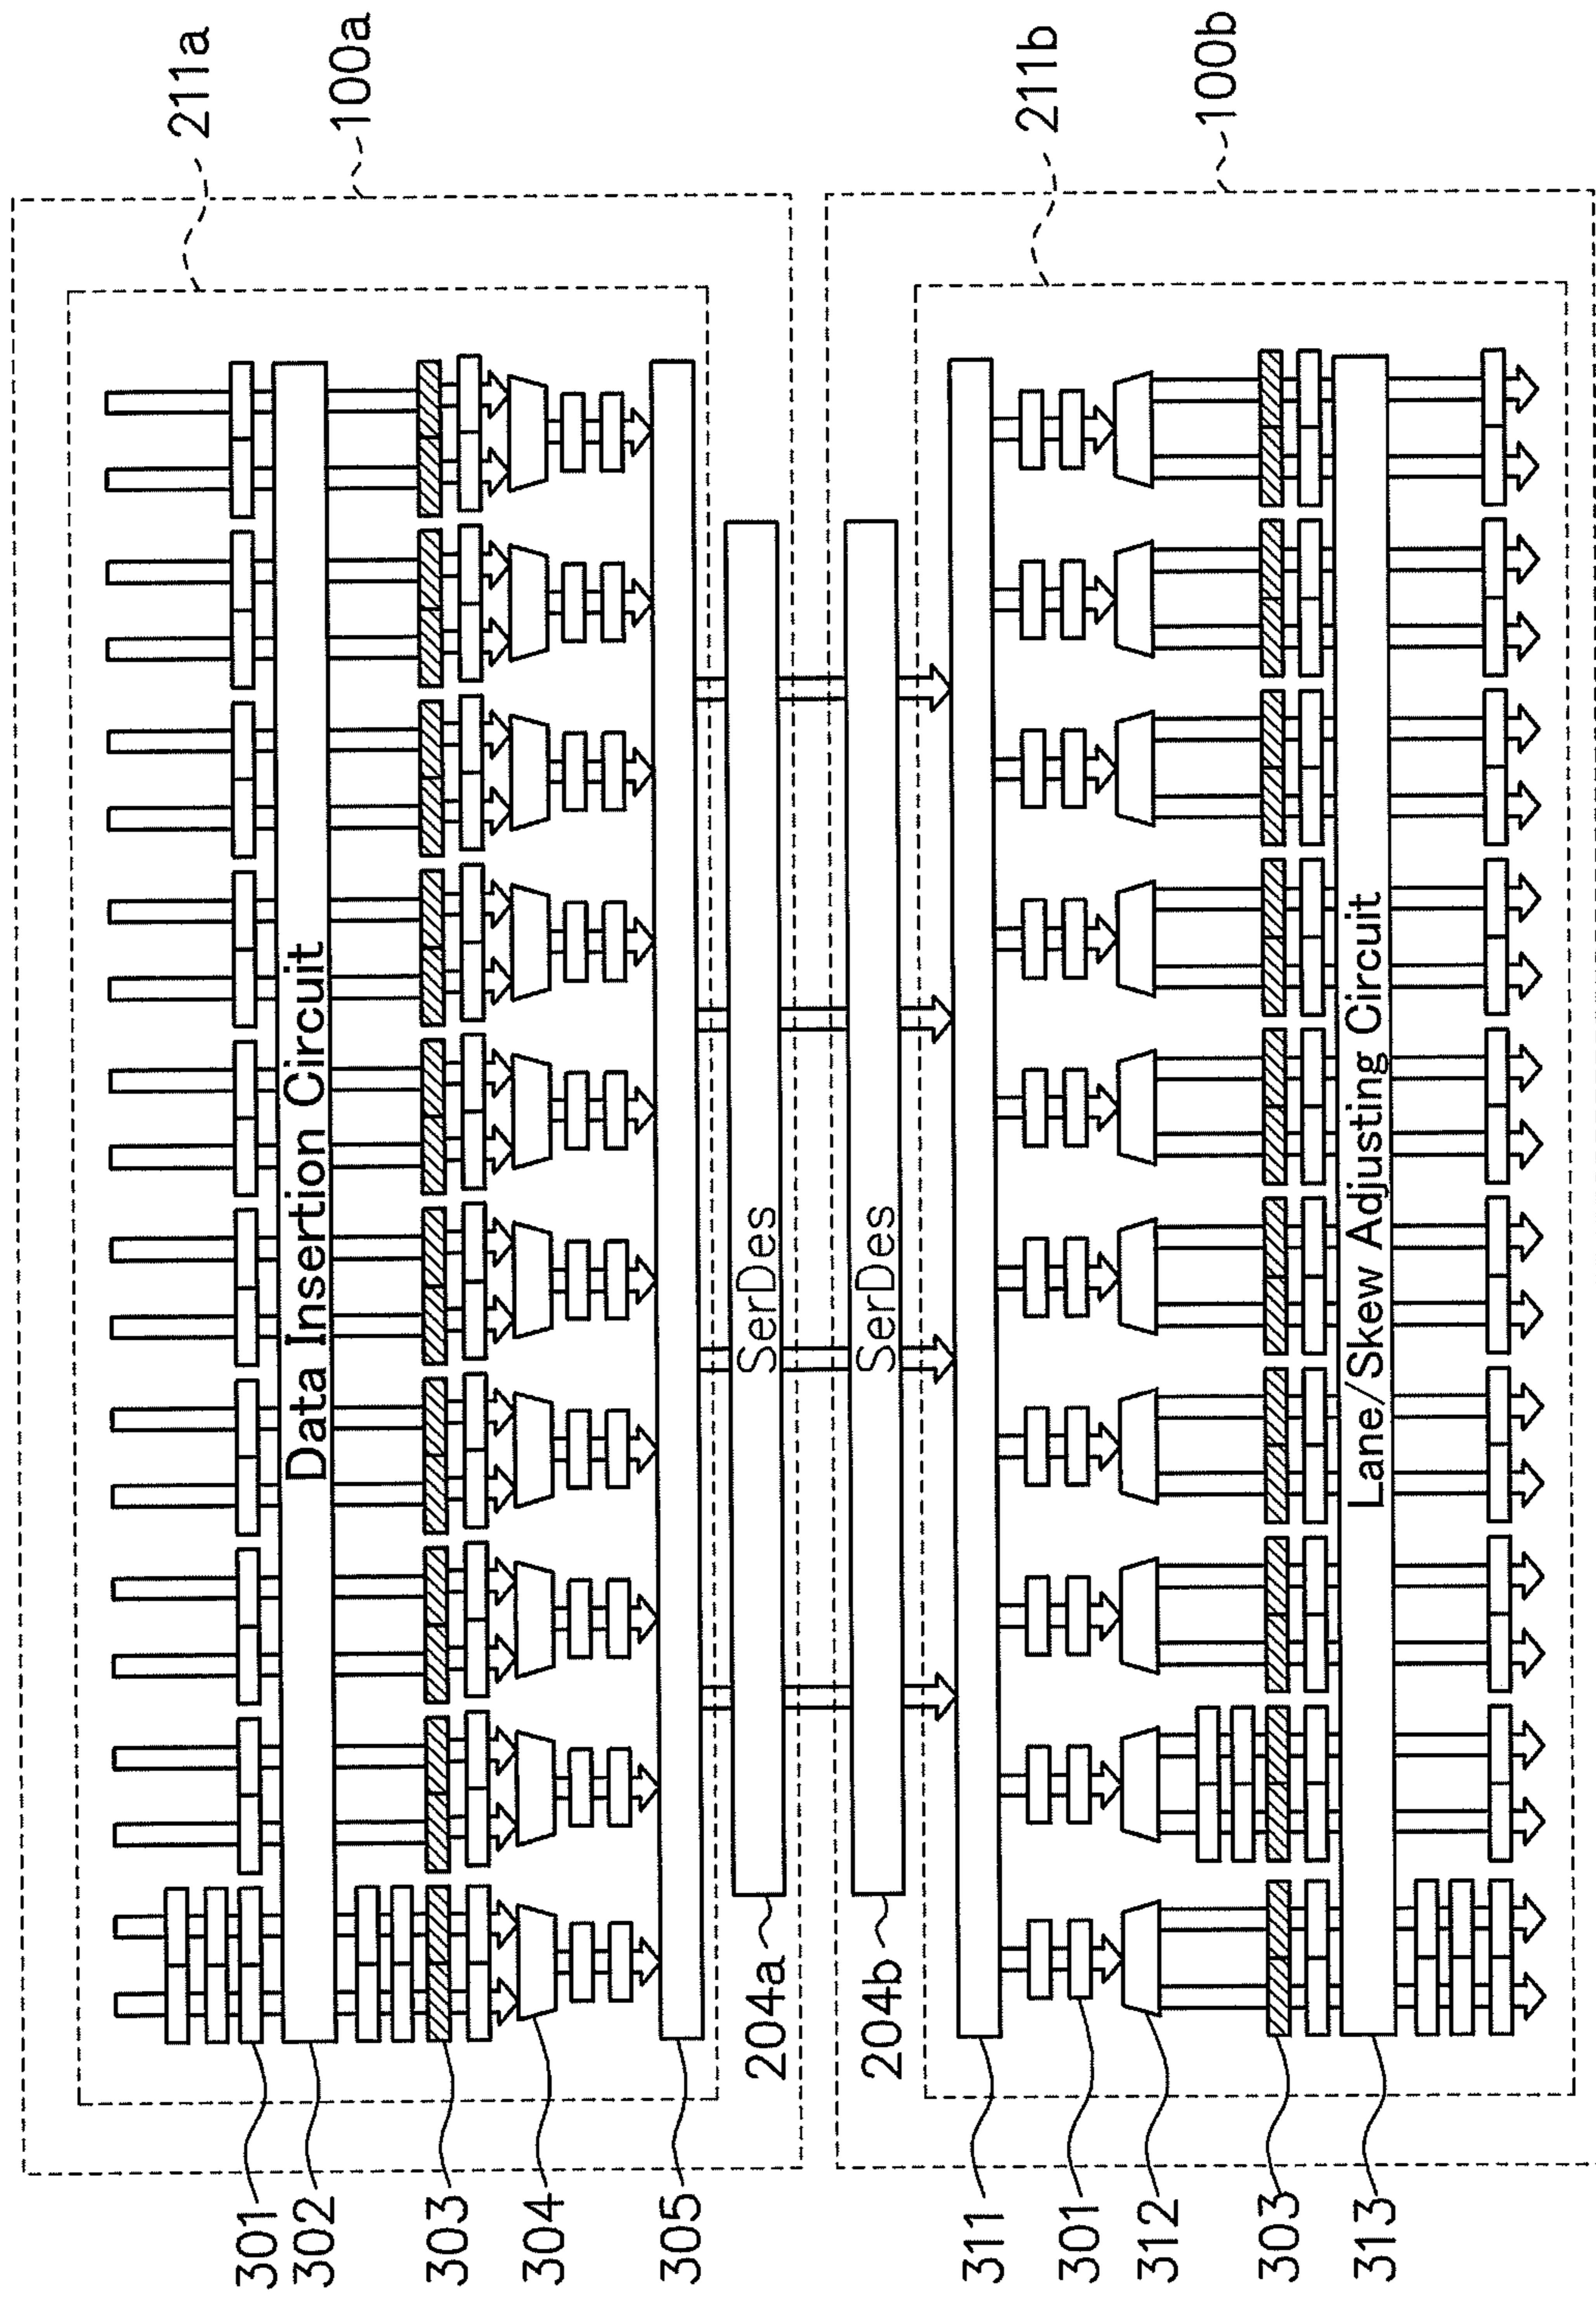 211a
100a
301
302
Data Insertion Circuit
303
304
305
204a
SerDes
204b
SerDes
211b
100b
311
301
312
303
313
Lane/Skew Adjusting Circuit